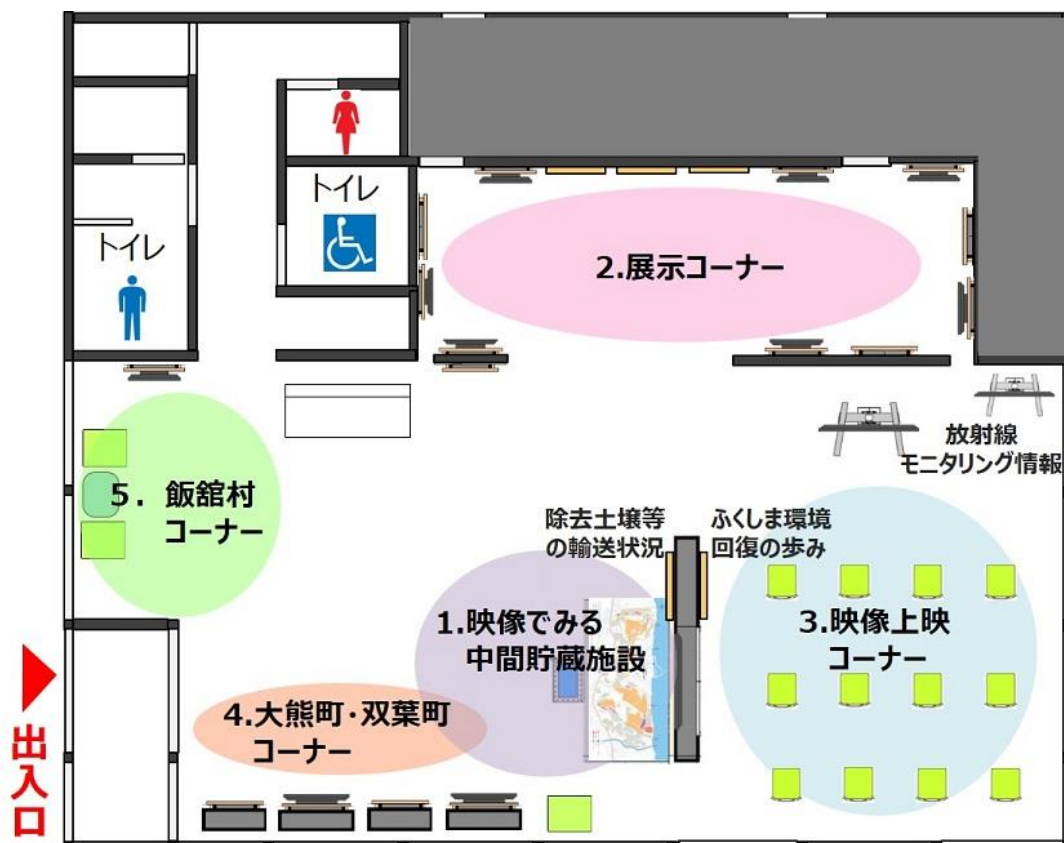 トイレ
トイレ
2.展示コーナー
放射線
モニタリング情報
5．飯舘村
コーナー
除去土壌等
の輸送状況
ふくしま環境
回復の歩み
1.映像でみる
中間貯蔵施設
3.映像上映
コーナー
4.大熊町・双葉町
コーナー
出入口